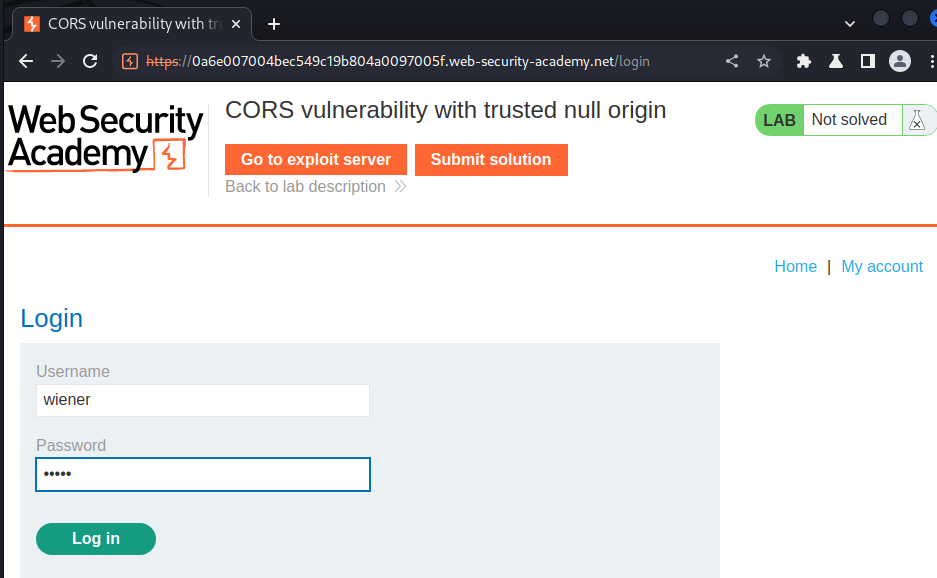 CORS vulnerability with tr
https://0a6e007004bec549c19b804a0097005f.web-security-academy.net/login
Web Security
Academy
CORS vulnerability with trusted null origin
Go to exploit server
Submit solution
Back to lab description
LAB
Not solved
Home | My account
Login
Username
wiener
Password
•••••
Log in